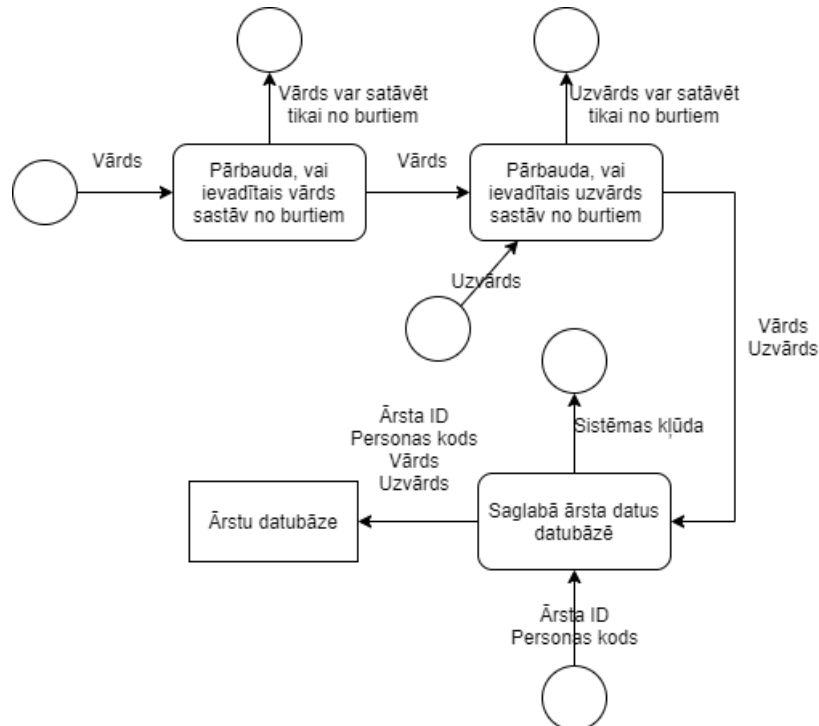 Vārds var satāvēt
tikai no burtiem
Uzvārds var satāvēt
tikai no burtiem
Vārds
Pārbauda, vai
ievadītais vārds
sastāv no burtiem
Vārds
Pārbauda, vai
ievadītais uzvārds
sastāv no burtiem
Uzvārds
Vārds
Uzvārds
Sistēmas kļūda
Ārsta ID
Personas kods
Vārds
Uzvārds
Ārstu datubāze
Saglabā ārsta datus
datubāzē
Ārsta ID
Personas kods